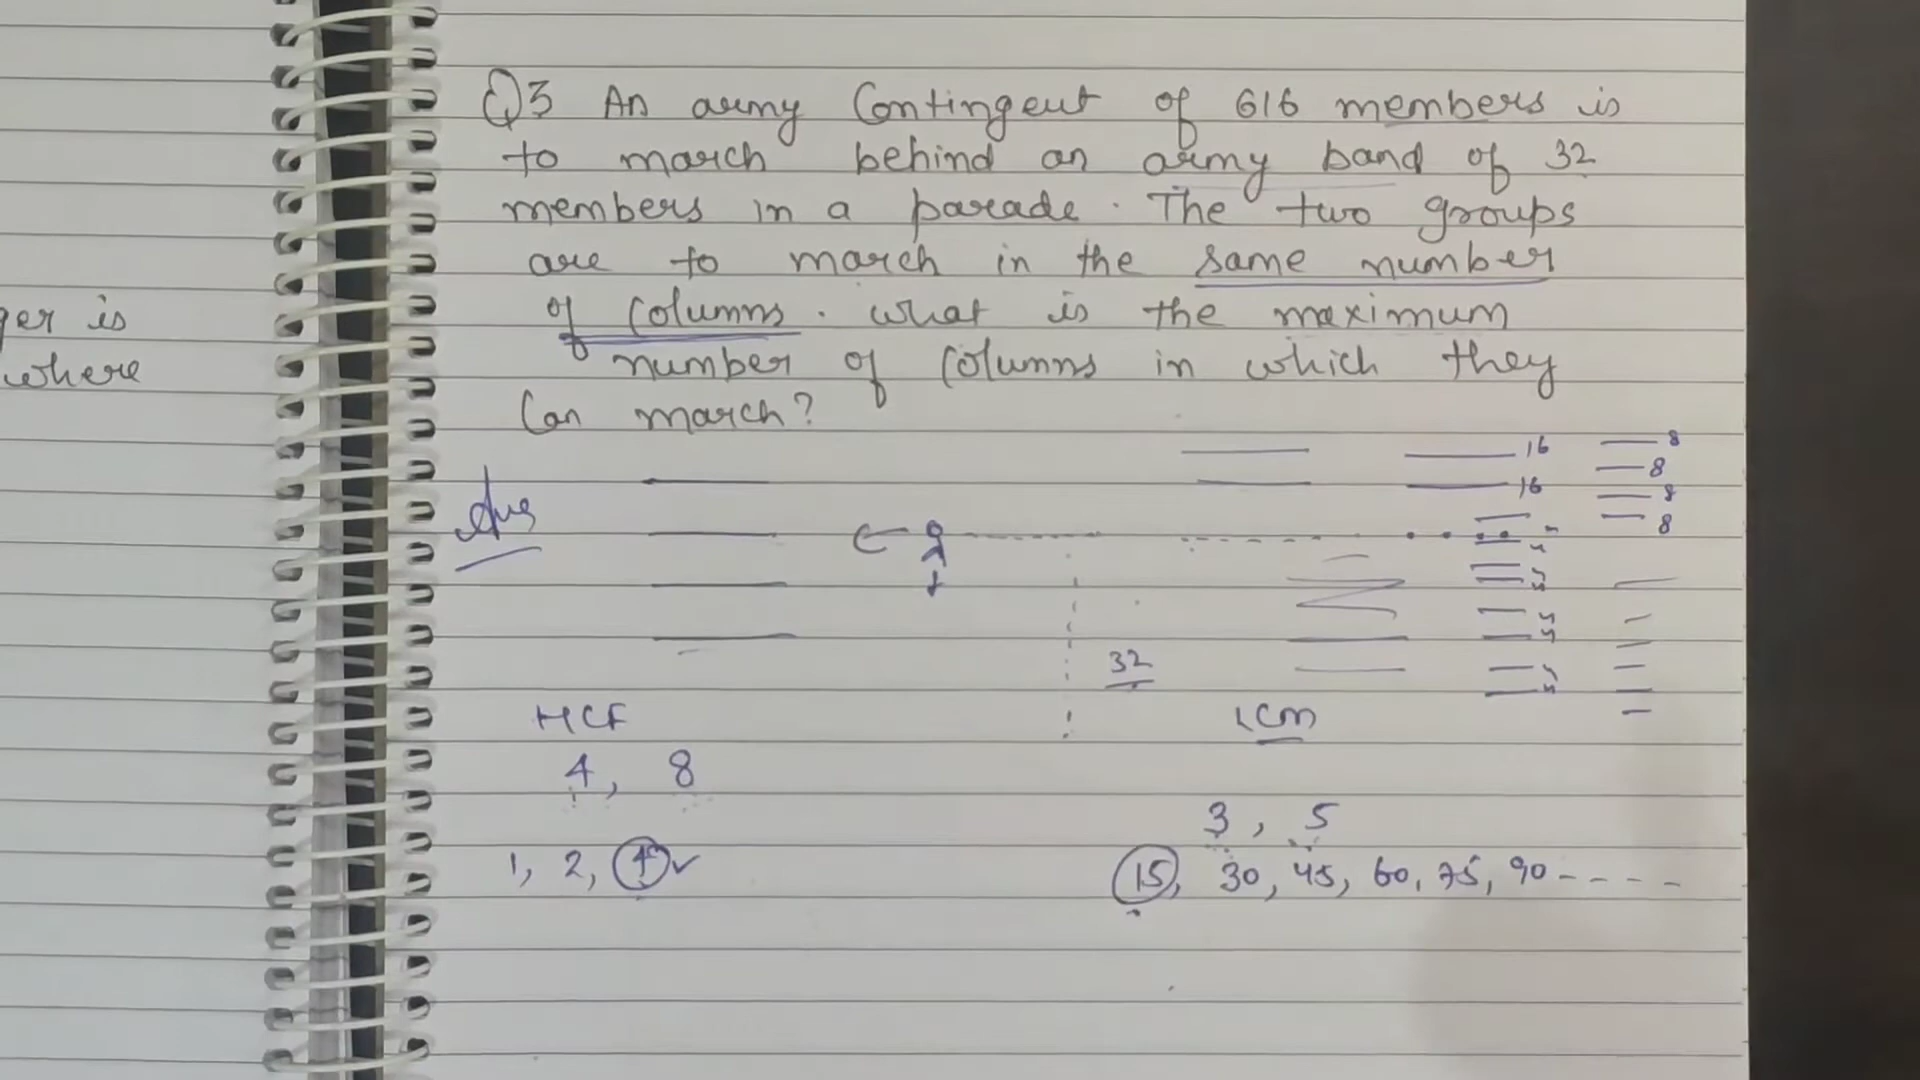 ger is
where
Q3 An army Contingent of 616 members is
to march behind an army band of 32
members in a parade. The two groups
are to march in the same number
of columns. what is the maximum
number of columns in which they
Can march?
Ans
16
16
8
8
8
8
32
HCF
LCM
4, 8
3, 5
1, 2, 4
15, 30, 45, 60, 75, 90 - - - -